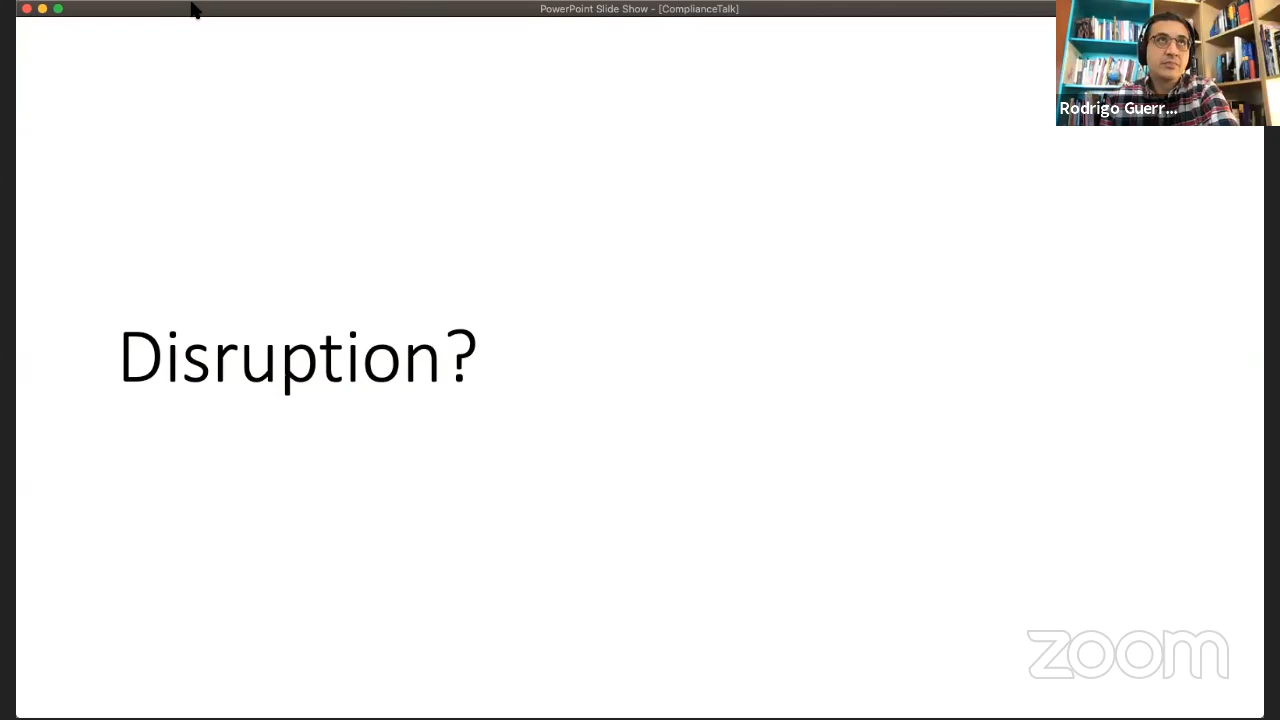 PowerPoint Slide Show - [ComplianceTalk]
Rodrigo Guerr...
Disruption?
zoom